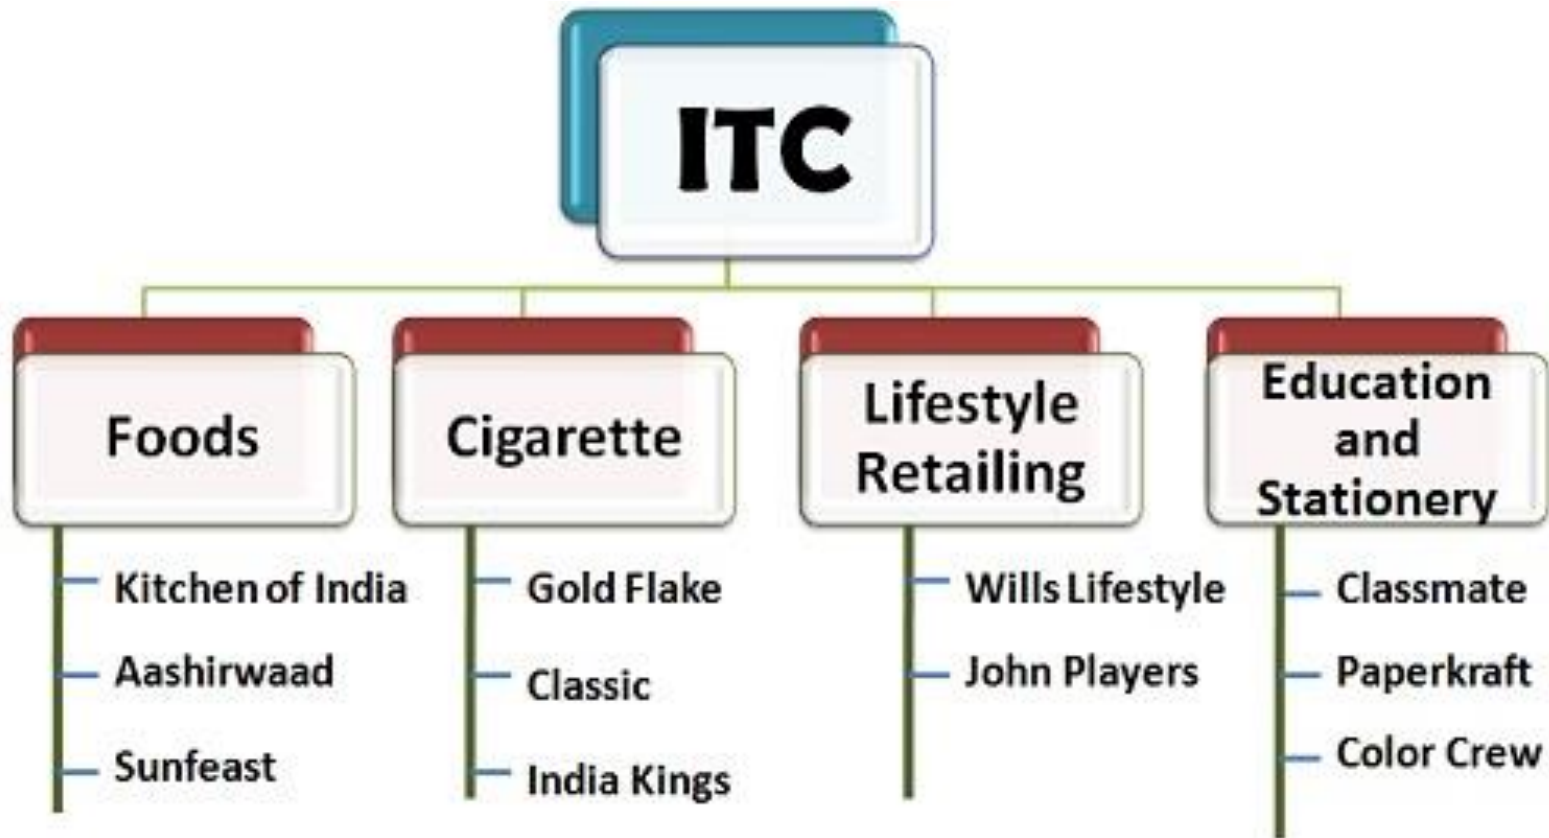 ITC
Foods
Kitchen of India
Aashirwaad
Sunfeast
Cigarette
Gold Flake
Classic
India Kings
Lifestyle
Retailing
Wills Lifestyle
John Players
Education
and
Stationery
Classmate
Paperkraft
Color Crew